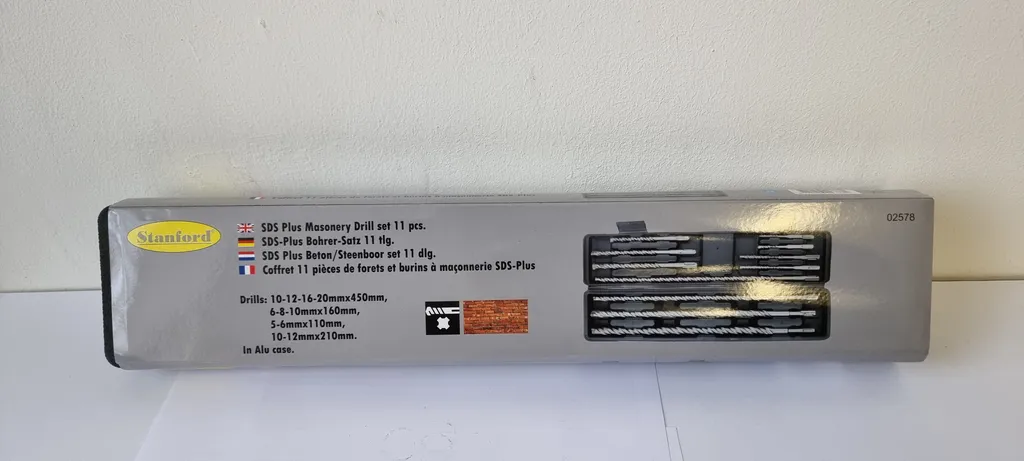 Stanford
SDS Plus Masonery Drill set 11 pcs.
SDS-Plus Bohrer-Satz 11 tlg.
SDS Plus Beton/Steenboor set 11 dlg.
Coffret 11 pièces de forets et burins à maçonnerie SDS-Plus
Drills: 10-12-16-20mmx450mm,
6-8-10mmx160mm,
5-6mmx110mm,
10-12mmx210mm.
In Alu case.
02578